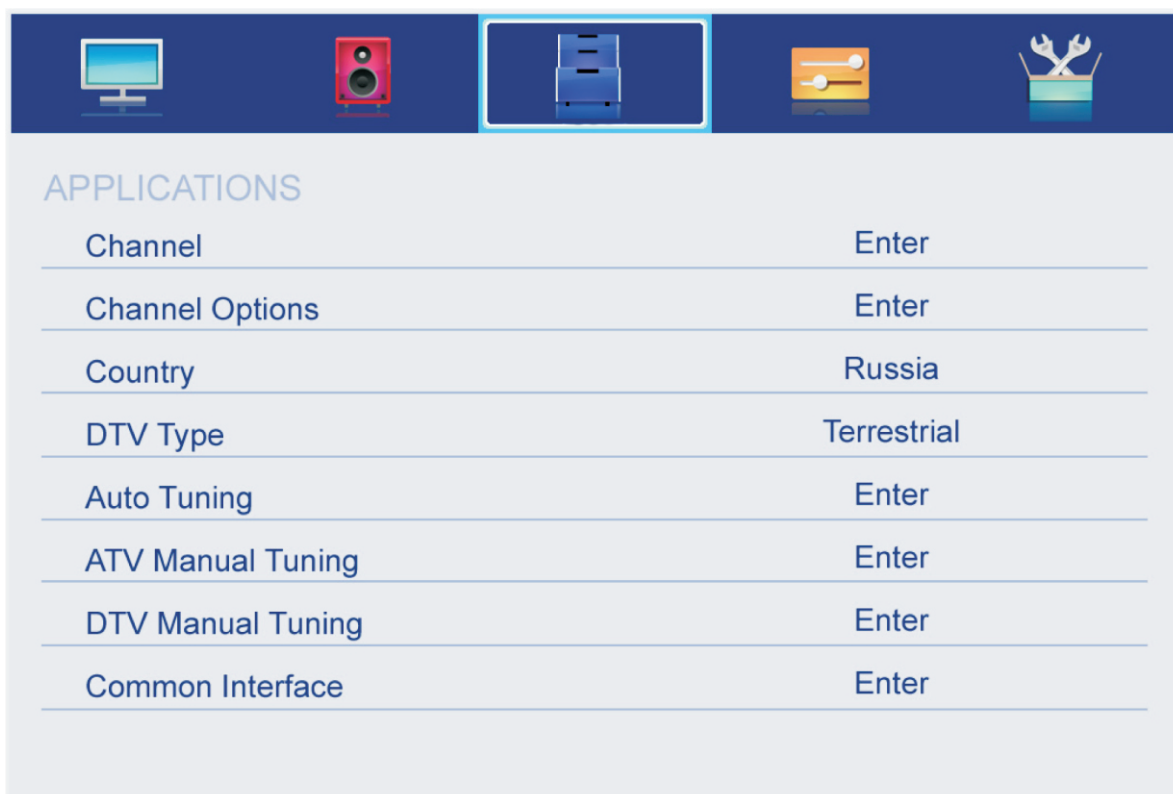 APPLICATIONS
Channel Enter
Channel Options Enter
Country Russia
DTV Type Terrestrial
Auto Tuning Enter
ATV Manual Tuning Enter
DTV Manual Tuning Enter
Common Interface Enter